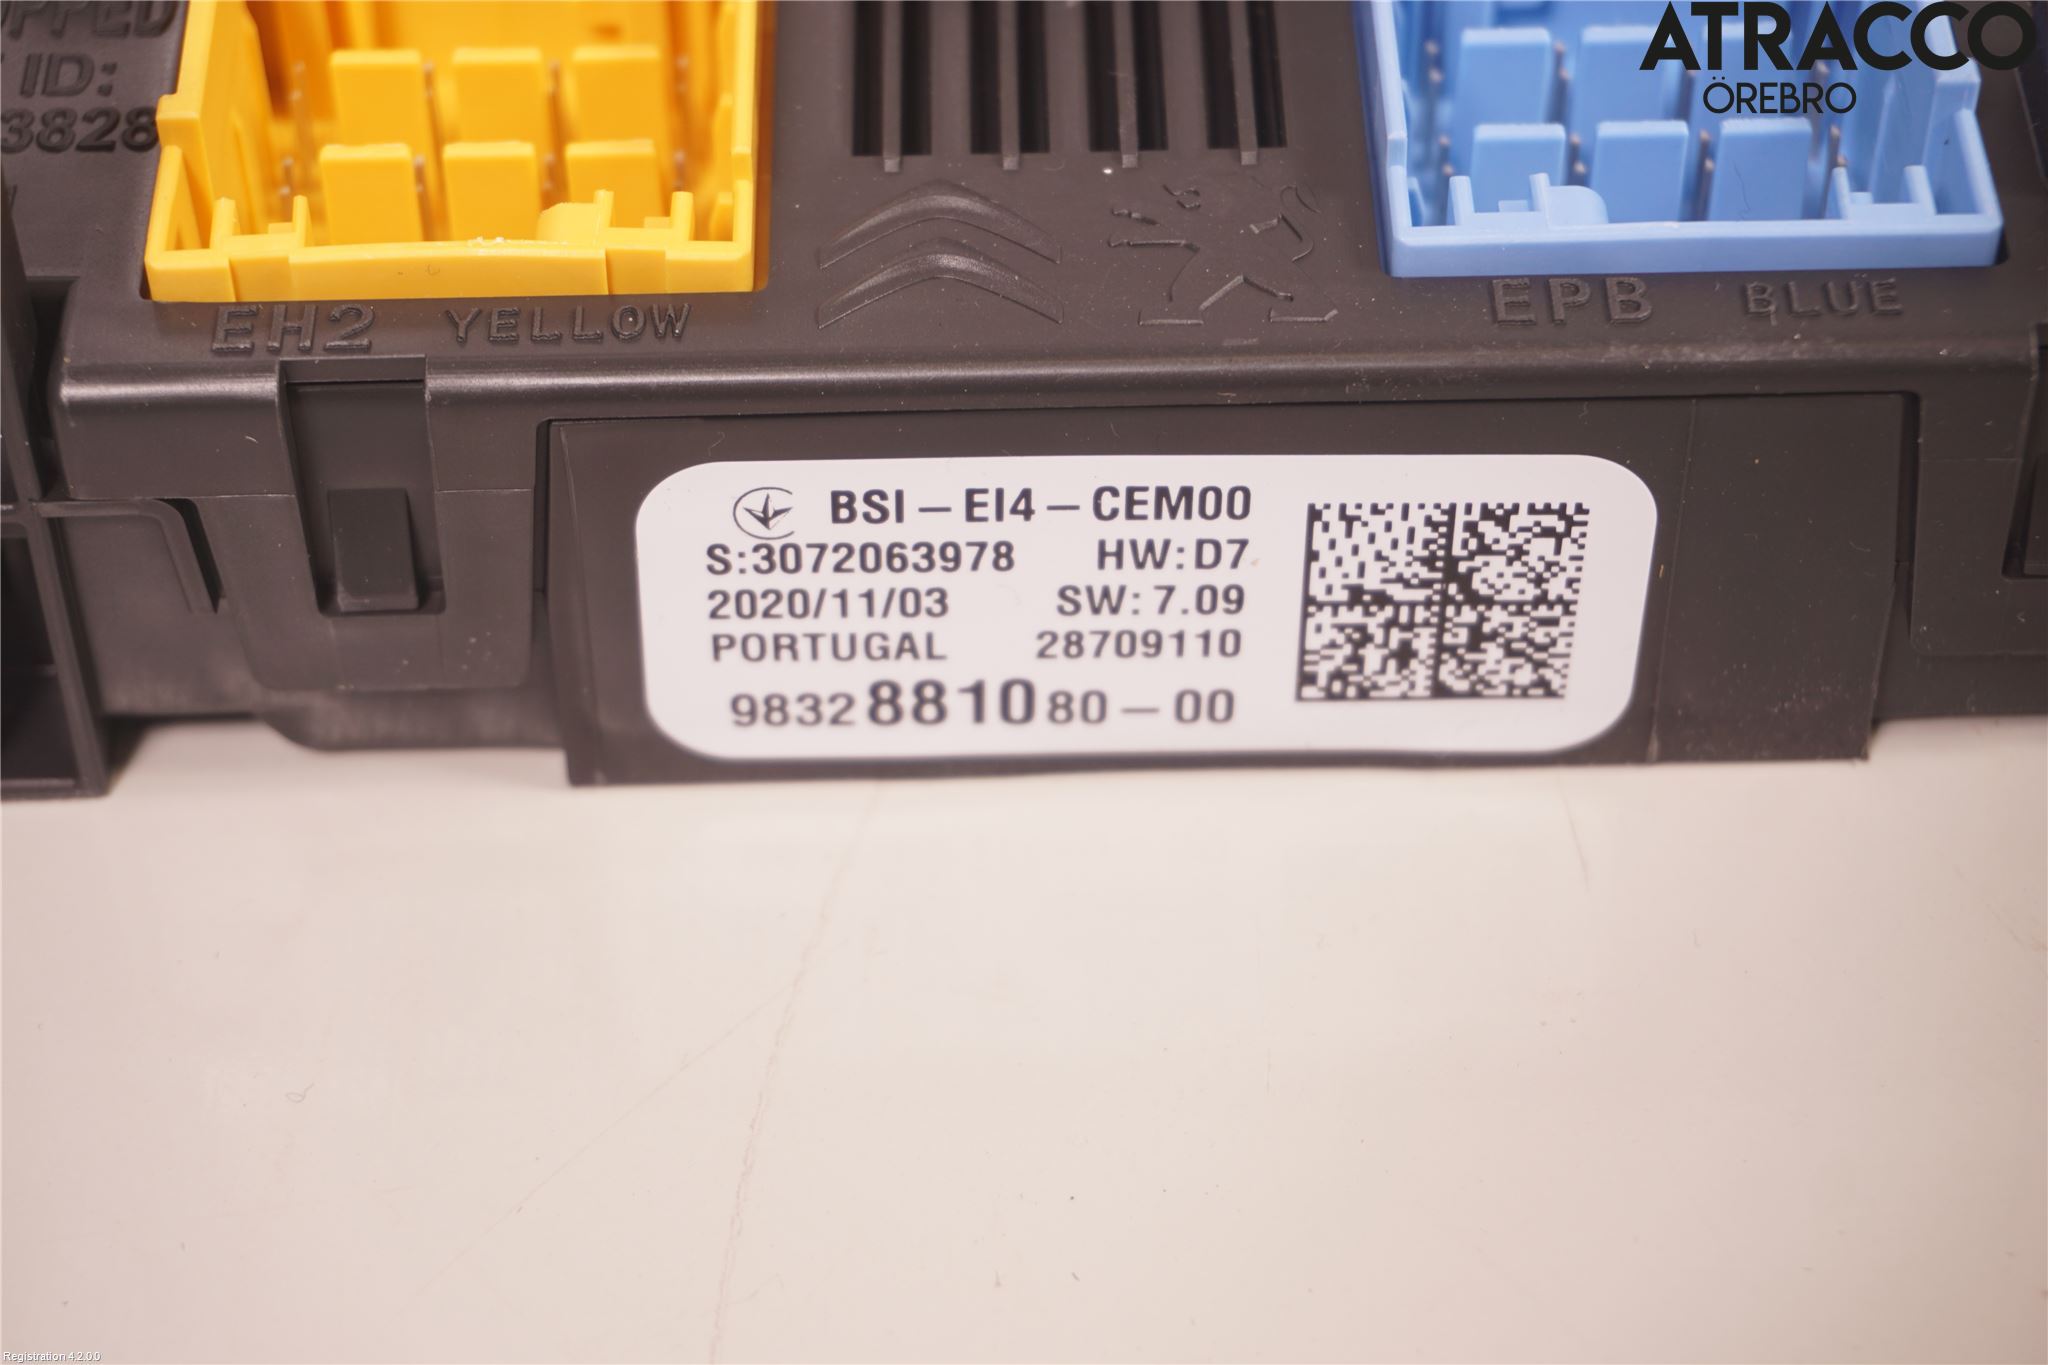 ATRACCO
ÖREBRO
ID:
3828
EH2 YELLOW
EPB BLUE
BSI-EI4-CEM00
S:3072063978 HW:D7
2020/11/03 SW:7.09
PORTUGAL 28709110
9832881080-00
Registration 4.2.0.0